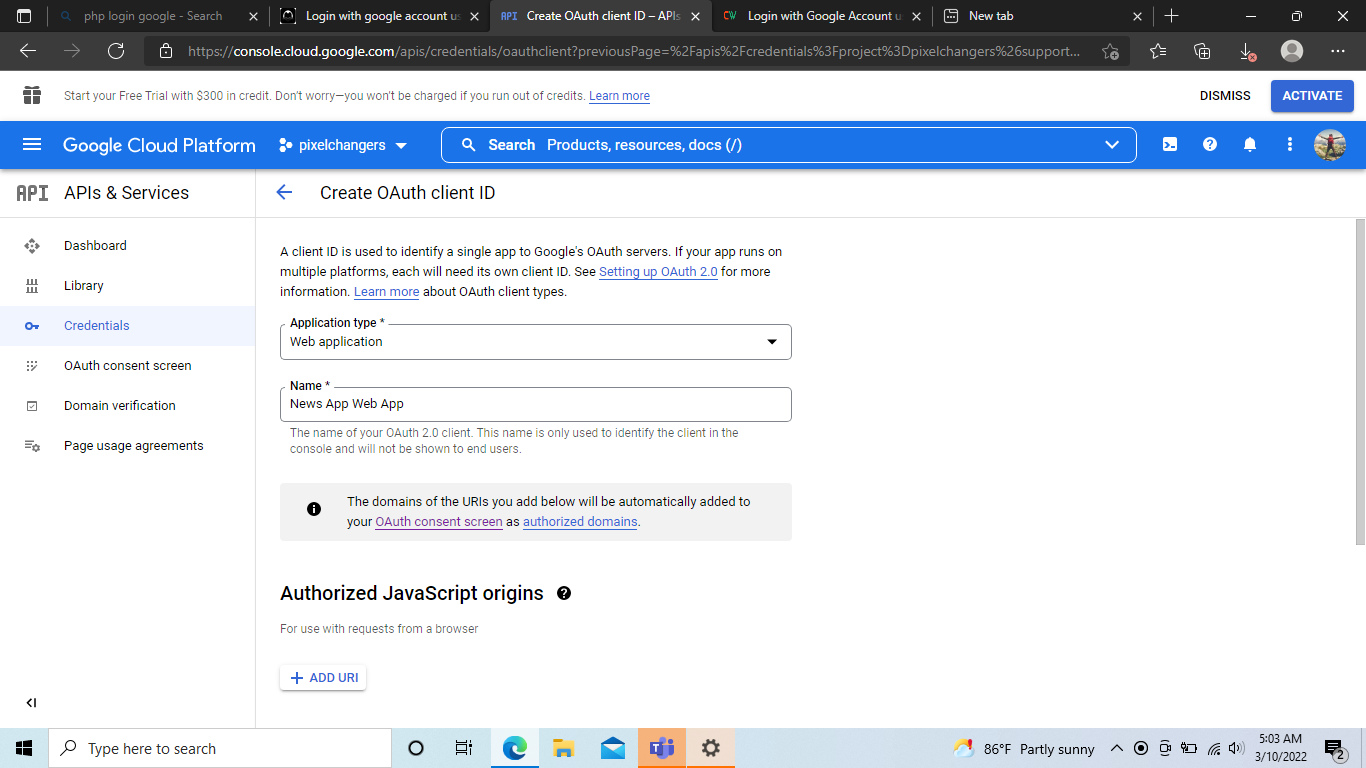 php login google - Search
Login with google account us
API
Create OAuth client ID – APIs
CW
Login with Google Account u
New tab
https://console.cloud.google.com/apis/credentials/oauthclient?previousPage=%2Fapis%2Fcredentials%3Fproject%3Dpixelchangers%26support...
Start your Free Trial with $300 in credit. Don't worry—you won't be charged if you run out of credits. Learn more
DISMISS
ACTIVATE
Google Cloud Platform
pixelchangers
Search Products, resources, docs (/)
API
APIs & Services
Create OAuth client ID
Dashboard
Library
Credentials
OAuth consent screen
Domain verification
Page usage agreements
A client ID is used to identify a single app to Google's OAuth servers. If your app runs on
multiple platforms, each will need its own client ID. See Setting up OAuth 2.0 for more
information. Learn more about OAuth client types.
Application type *
Web application
Name *
News App Web App
The name of your OAuth 2.0 client. This name is only used to identify the client in the
console and will not be shown to end users.
The domains of the URIs you add below will be automatically added to
your OAuth consent screen as authorized domains.
Authorized JavaScript origins
For use with requests from a browser
ADD URI
Type here to search
86°F Partly sunny
5:03 AM
3/10/2022
2